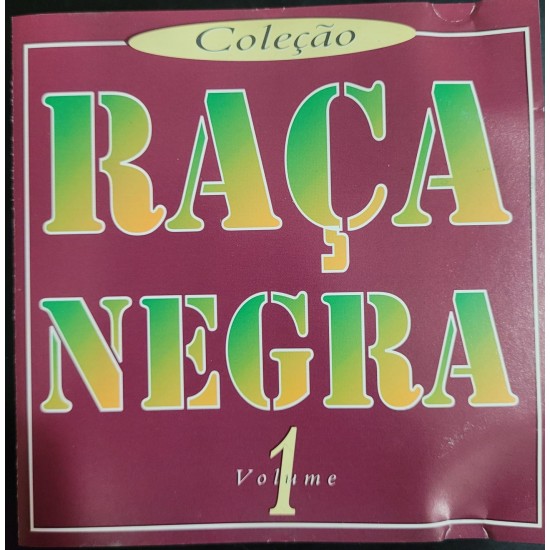 Coleção
RAÇA
NEGRA
Volume 1